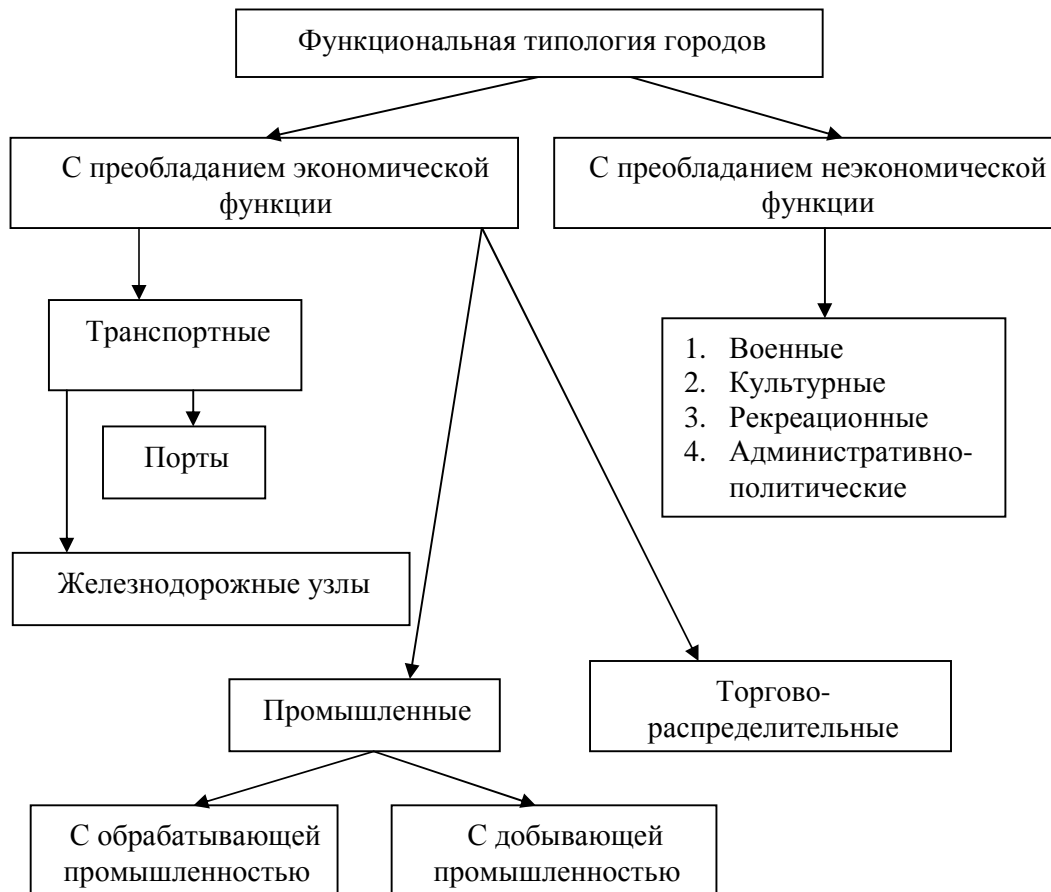 Функциональная типология городов
С преобладанием экономической
функции
С преобладанием неэкономической
функции
Транспортные
1. Военные
2. Культурные
3. Рекреационные
4. Административно-
политические
Порты
Железнодорожные узлы
Промышленные
Торгово-
распределительные
С обрабатывающей
промышленностью
С добывающей
промышленностью